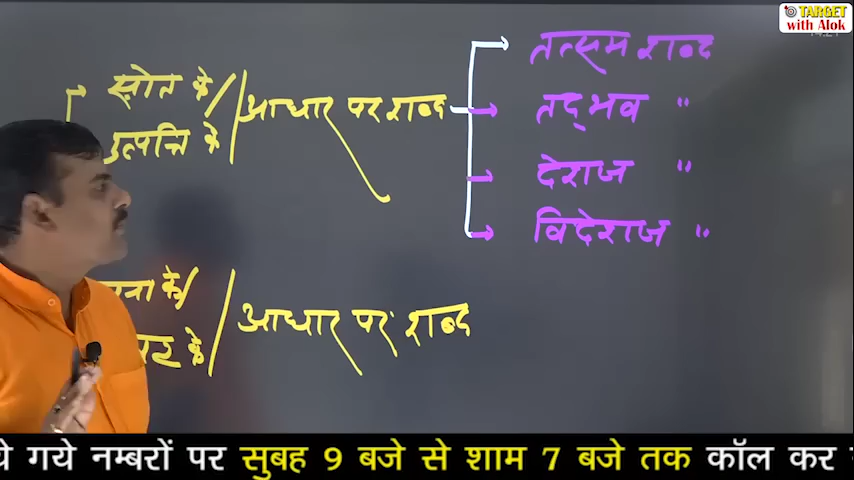 TARGET
with Alok
स्रोत के/
उत्पत्ति के
आधार पर शब्द
तत्सम शब्द
तद्भव "
देशज "
विदेशज "
के/
के
आधार पर शब्द
गये नम्बरों पर सुबह 9 बजे से शाम 7 बजे तक कॉल कर